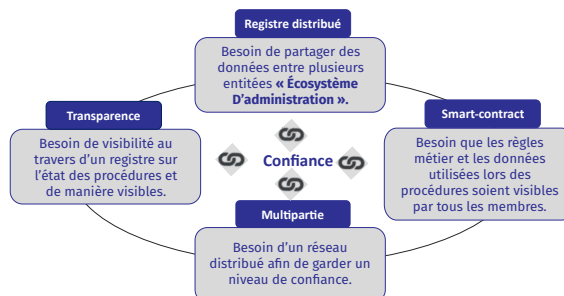 Registre distribué
Besoin de partager des
données entre plusieurs
entitées « Écosystème
D'administration ».
Transparence
Besoin de visibilité au
travers d'un registre sur
l'état des procédures et
de manière visibles.
Confiance
Smart-contract
Besoin que les règles
métier et les données
utilisées lors des
procédures soient visibles
par tous les membres.
Multipartie
Besoin d'un réseau
distribué afin de garder un
niveau de confiance.